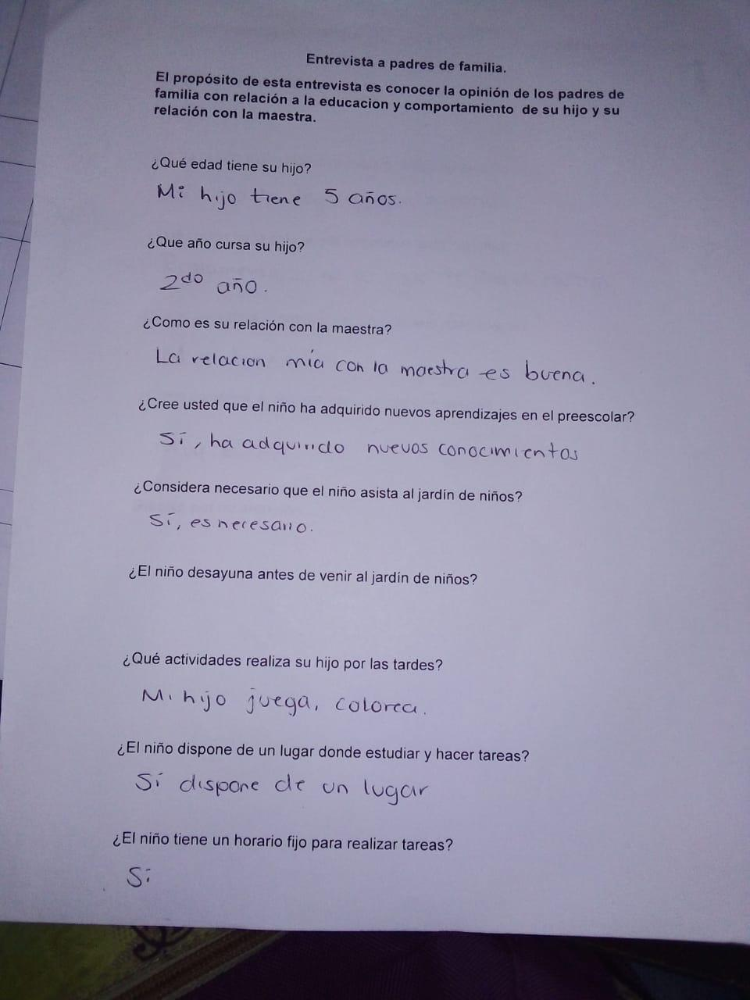 Entrevista a padres de familia.
El propósito de esta entrevista es conocer la opinión de los padres de
familia con relación a la educacion y comportamiento de su hijo y su
relación con la maestra.
¿Qué edad tiene su hijo?
Mi hijo tiene 5 años.
¿Que año cursa su hijo?
2do año.
¿Como es su relación con la maestra?
La relacion mía con la maestra es buena.
¿Cree usted que el niño ha adquirido nuevos aprendizajes en el preescolar?
Sí, ha adquirido nuevos conocimientos
¿Considera necesario que el niño asista al jardin de niños?
Sí, es necesario.
¿El niño desayuna antes de venir al jardín de niños?
¿Qué actividades realiza su hijo por las tardes?
Mi hijo juega, colorea.
¿El niño dispone de un lugar donde estudiar y hacer tareas?
Sí dispone de un lugar
¿El niño tiene un horario fijo para realizar tareas?
Si